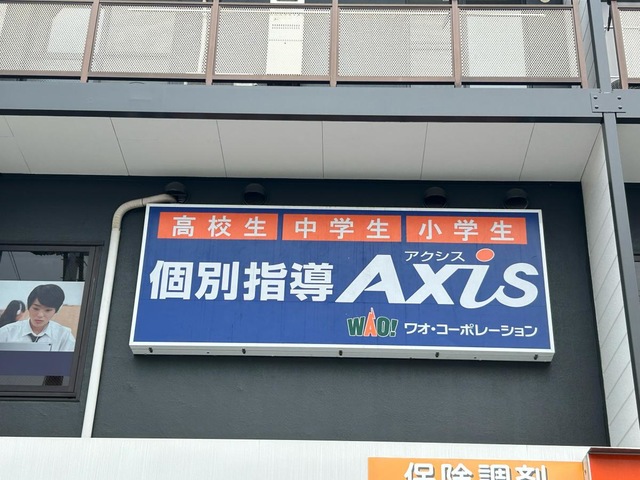 高校生 中学生 小学生
アクシス
個別指導 Axis
WAO! ワオ・コーポレーション
保険調剤